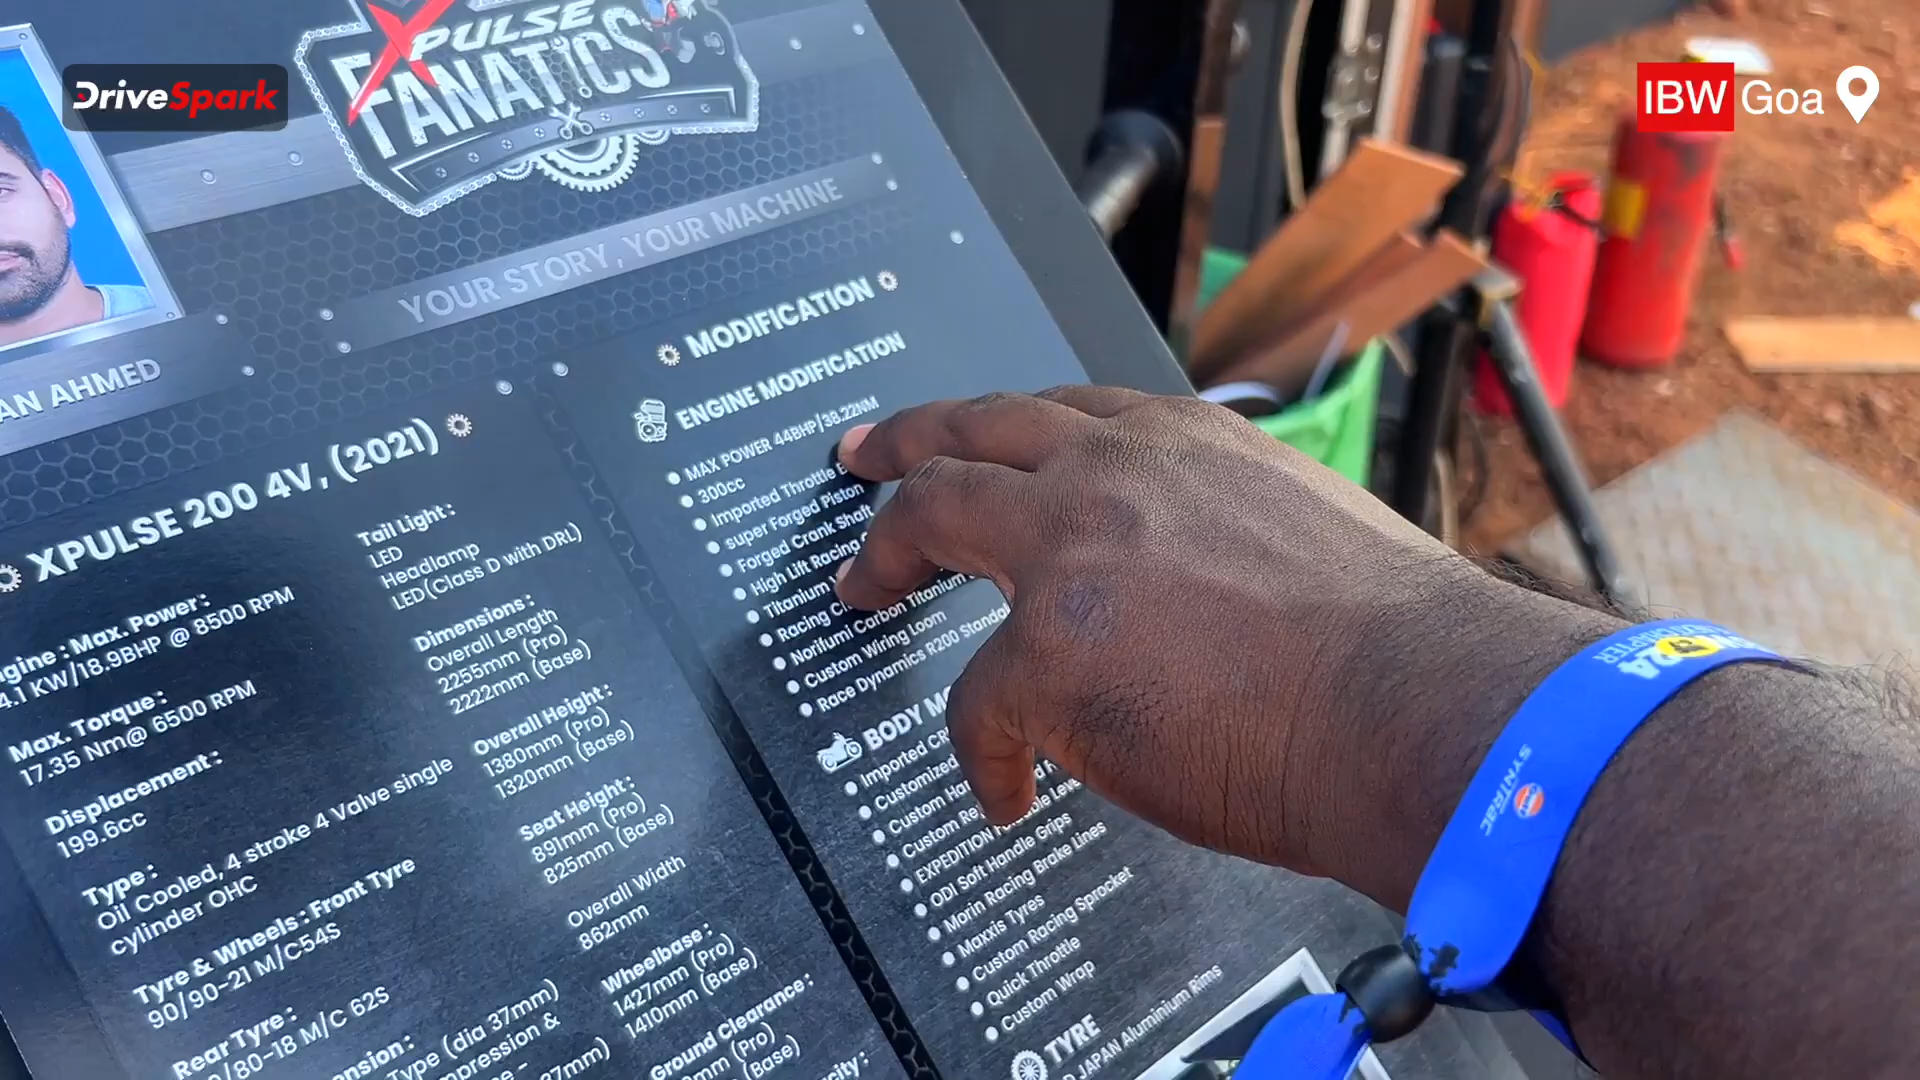 DriveSpark
IBW Goa
XPULSE
FANATICS
YOUR STORY, YOUR MACHINE
AN AHMED
XPULSE 200 4V, (2021)
Max. Power:
KW/18.9BHP @ 8500 RPM
Max. Torque:
17.35 Nm@ 6500 RPM
Displacement:
199.6cc
Type:
Oil Cooled, 4 stroke 4 Valve single
cylinder OHC
Tyre & Wheels: Front Tyre
90/90-21 M/C54S
Rear Tyre:
/80-18 M/C 62S
Type (dia 37mm)
&
37mm)
Tail Light:
LED
Headlamp
LED(Class D with DRL)
Dimensions:
Overall Length
2255mm (Pro)
2222mm (Base)
Overall Height:
1380mm (Pro)
1320mm (Base)
Seat Height:
891mm (Pro)
825mm (Base)
Overall Width
862mm
Wheelbase:
1427mm (Pro)
1410mm (Base)
Ground Clearance:
(Pro)
(Base)
MODIFICATION
ENGINE MODIFICATION
MAX POWER 44BHP/38.22NM
300cc
Imported Throttle
super Forged Piston
Forged Crank Shaft
High Lift Racing
Titanium
Racing
Norifumi Carbon Titanium
Custom Wiring Loom
Race Dynamics R200
BODY
Imported
Customized
Custom
Custom
EXPEDITION
ODI Soft Handle Grips
Morin Racing Brake Lines
Maxxis Tyres
Custom Racing Sprocket
Quick Throttle
Custom Wrap
TYRE
JAPAN Aluminium Rims